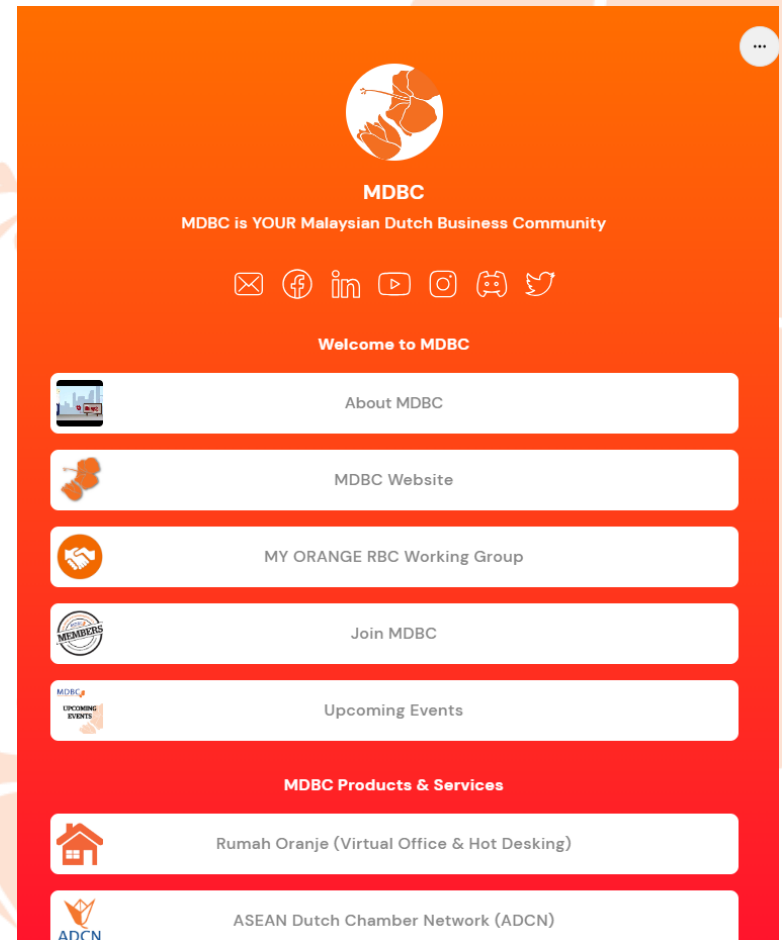 MDBC
MDBC is YOUR Malaysian Dutch Business Community
Welcome to MDBC
About MDBC
MDBC Website
MY ORANGE RBC Working Group
MEMBERS
Join MDBC
MDBC
UPCOMING
EVENTS
Upcoming Events
MDBC Products & Services
Rumah Oranje (Virtual Office & Hot Desking)
ADCN
ASEAN Dutch Chamber Network (ADCN)